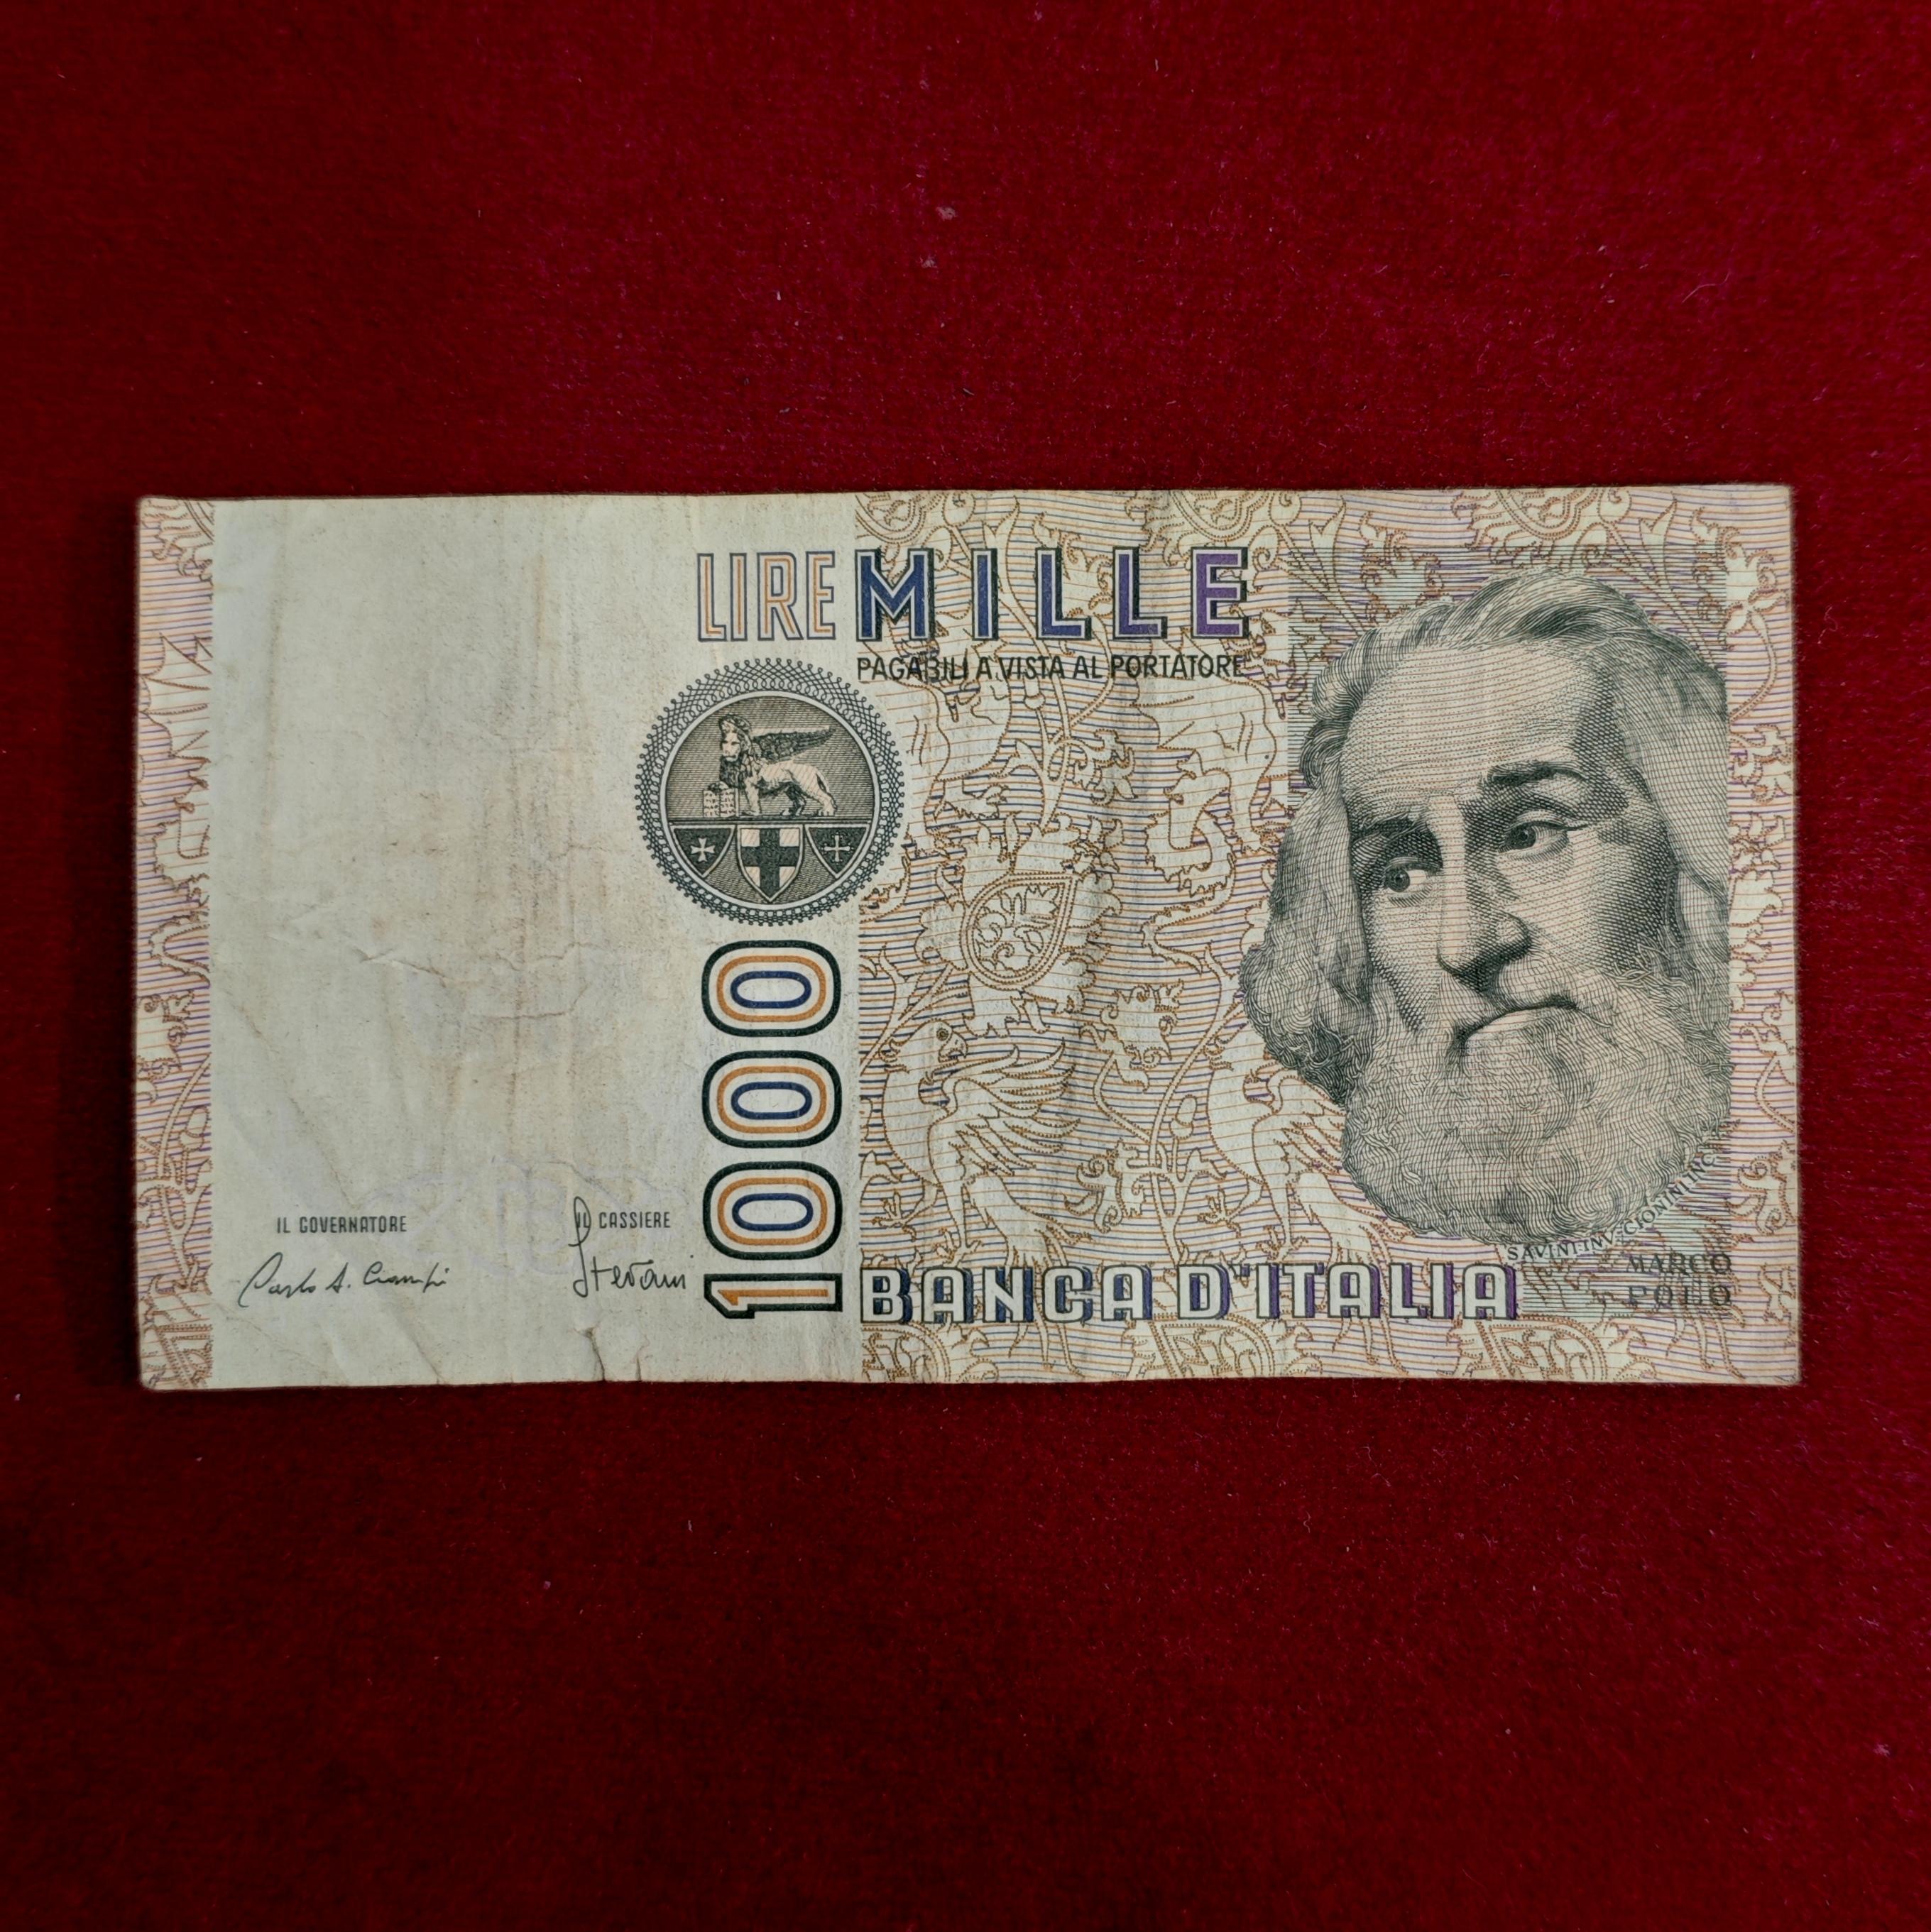 LIRE MILLE
PAGABILI A VISTA AL PORTATORE
1000
IL GOVERNATORE
Carlo A. Ciampi
IL CASSIERE
Stevani
BANCA D'ITALIA
SAVINI INV. CIONINI INC.
MARCO
POLO